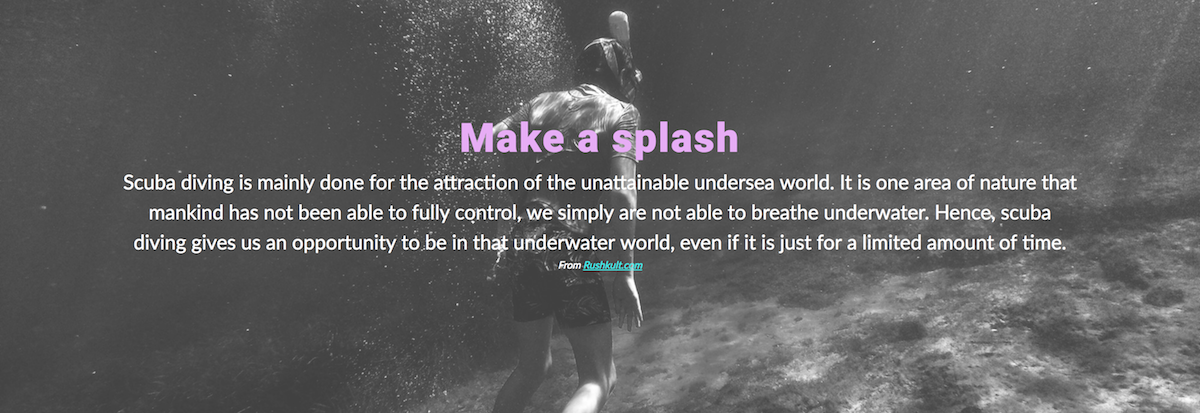 Make a splash
Scuba diving is mainly done for the attraction of the unattainable undersea world. It is one area of nature that
mankind has not been able to fully control, we simply are not able to breathe underwater. Hence, scuba
diving gives us an opportunity to be in that underwater world, even if it is just for a limited amount of time.
From Rushkult.com